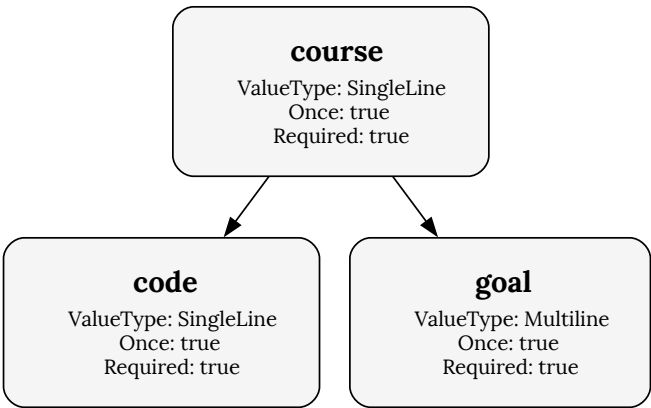 course
ValueType: SingleLine
Once: true
Required: true
code
ValueType: SingleLine
Once: true
Required: true
goal
ValueType: Multiline
Once: true
Required: true